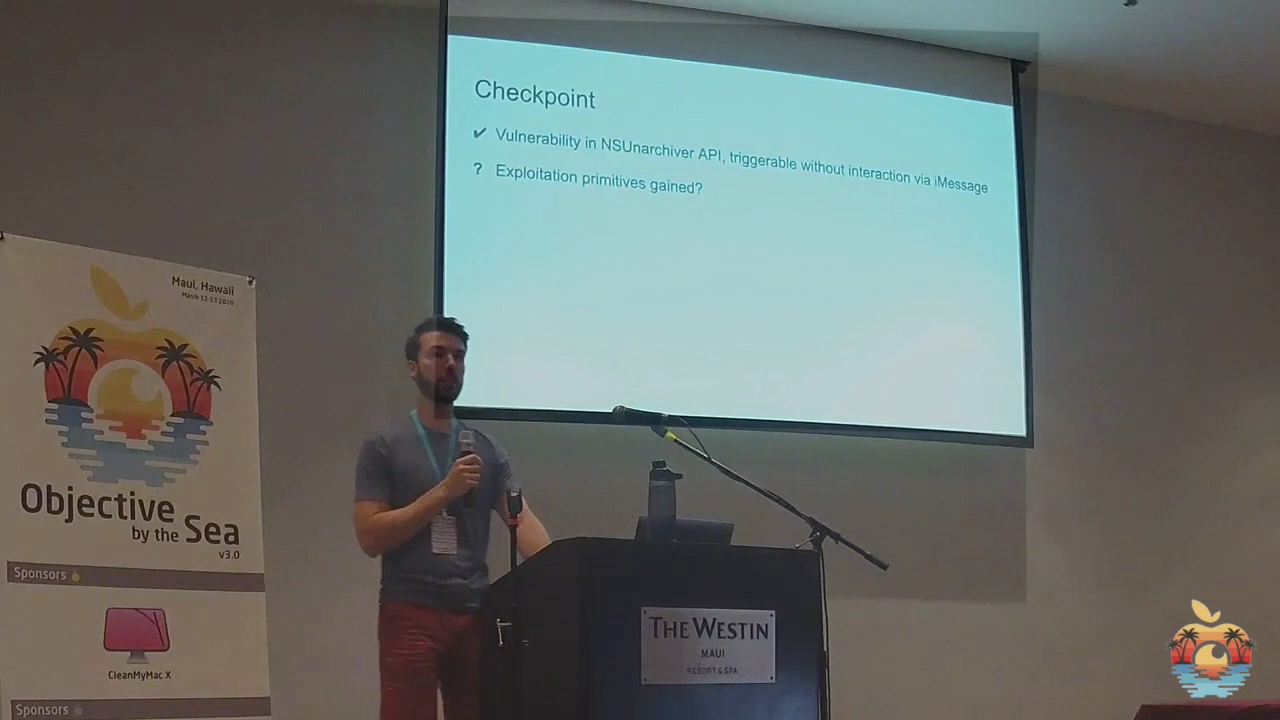 Checkpoint
✔ Vulnerability in NSUnarchiver API, triggerable without interaction via iMessage
? Exploitation primitives gained?
Maui, Hawaii
March 12-13 2020
Objective
by the Sea
v3.0
Sponsors
CleanMyMac X
Sponsors
THE WESTIN
MAUI
RESORT & SPA